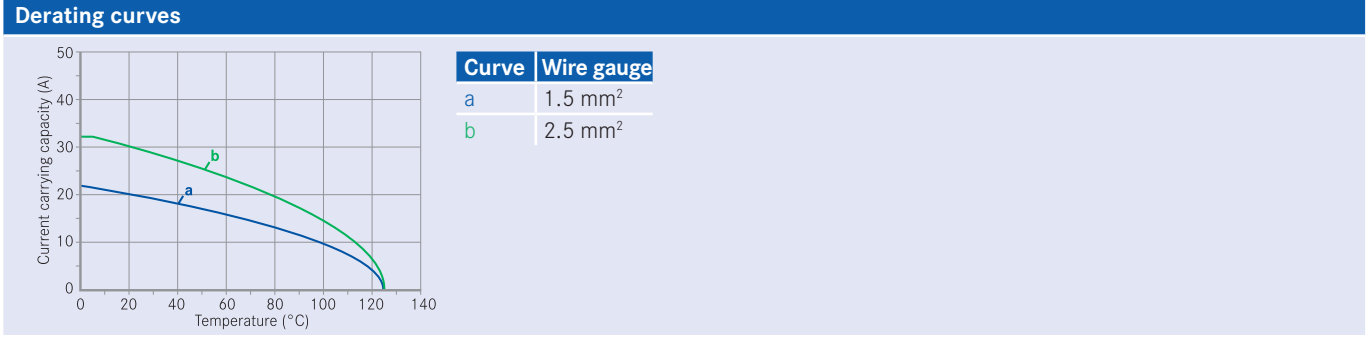 Derating curves
Current carrying capacity (A)
50
40
30
20
10
0
b
a
0 20 40 60 80 100 120 140
Temperature (°C)
Curve Wire gauge
a 1.5 mm²
b 2.5 mm²